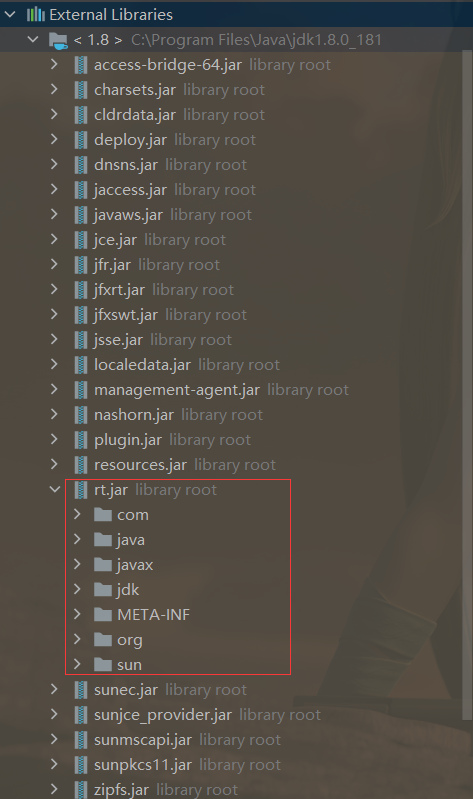 External Libraries
< 1.8 > C:\Program Files\Java\jdk1.8.0_181
access-bridge-64.jar library root
charsets.jar library root
cldrdata.jar library root
deploy.jar library root
dnsns.jar library root
jaccess.jar library root
javaws.jar library root
jce.jar library root
jfr.jar library root
jfxrt.jar library root
jfxswt.jar library root
jsse.jar library root
localedata.jar library root
management-agent.jar library root
nashorn.jar library root
plugin.jar library root
resources.jar library root
rt.jar library root
com
java
javax
jdk
META-INF
org
sun
sunec.jar library root
sunjce_provider.jar library root
sunmscapi.jar library root
sunpkcs11.jar library root
zipfs.jar library root